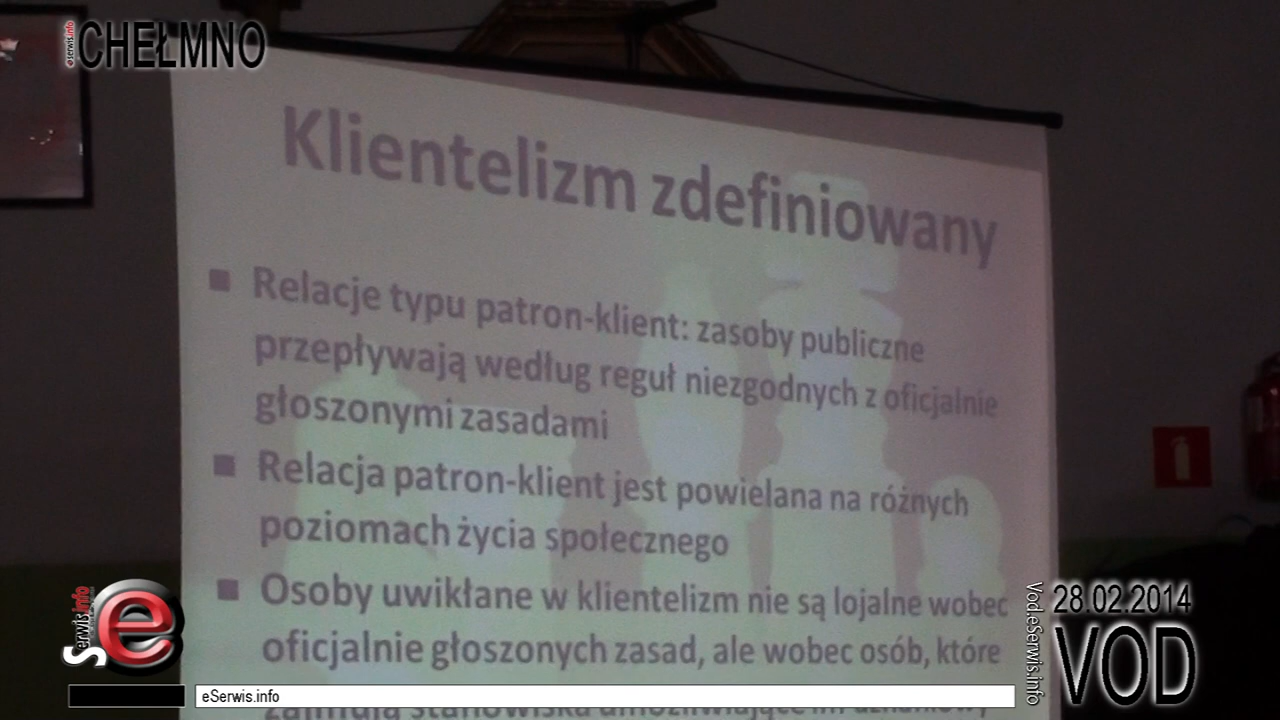 eserwis.info CHEŁMNO
Klientelizm zdefiniowany
■ Relacje typu patron-klient: zasoby publiczne
przepływają według reguł niezgodnych z oficjalnie
głoszonymi zasadami
■ Relacja patron-klient jest powielana na różnych
poziomach życia społecznego
■ Osoby uwikłane w klientelizm nie są lojalne wobec
oficjalnie głoszonych zasad, ale wobec osób, które
eserwis.info
Vod.eSerwis.info
28.02.2014
VOD
eSerwis.info